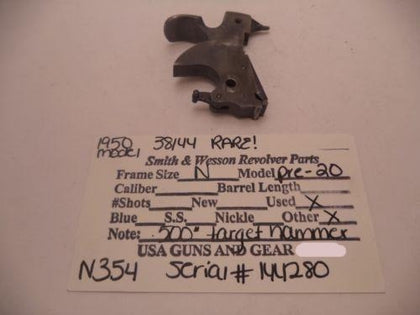 1950 model 38/44 RARE!
Smith & Wesson Revolver Parts
Frame Size N Model pre-20
Caliber Barrel Length
#Shots New Used X
Blue S.S. Nickle Other X
Note: .500" target hammer
USA GUNS AND GEAR
N354 Serial # 144280